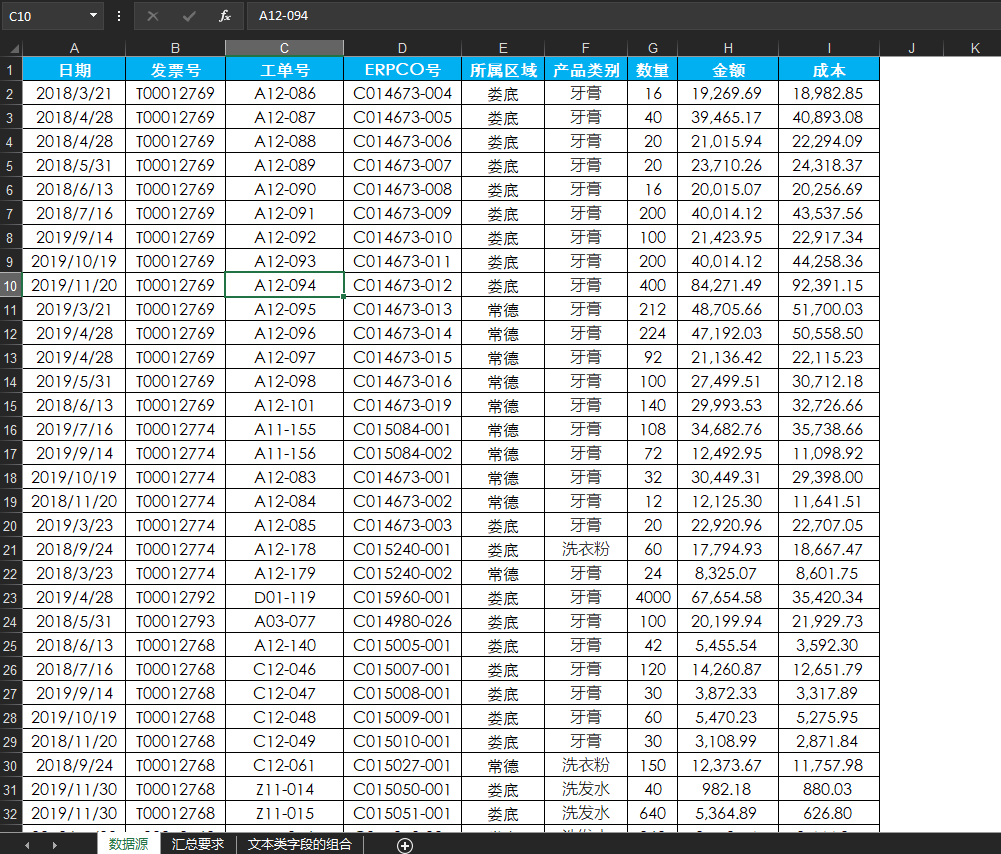 C10 fx A12-094
A B C D E F G H I J K
1 日期 发票号 工单号 ERPCO号 所属区域 产品类别 数量 金额 成本
2 2018/3/21 T00012769 A12-086 C014673-004 娄底 牙膏 16 19,269.69 18,982.85
3 2018/4/28 T00012769 A12-087 C014673-005 娄底 牙膏 40 39,465.17 40,893.08
4 2018/4/28 T00012769 A12-088 C014673-006 娄底 牙膏 20 21,015.94 22,294.09
5 2018/5/31 T00012769 A12-089 C014673-007 娄底 牙膏 20 23,710.26 24,318.37
6 2018/6/13 T00012769 A12-090 C014673-008 娄底 牙膏 16 20,015.07 20,256.69
7 2018/7/16 T00012769 A12-091 C014673-009 娄底 牙膏 200 40,014.12 43,537.56
8 2019/9/14 T00012769 A12-092 C014673-010 娄底 牙膏 100 21,423.95 22,917.34
9 2019/10/19 T00012769 A12-093 C014673-011 娄底 牙膏 200 40,014.12 44,258.36
10 2019/11/20 T00012769 A12-094 C014673-012 娄底 牙膏 400 84,271.49 92,391.15
11 2019/3/21 T00012769 A12-095 C014673-013 常德 牙膏 212 48,705.66 51,700.03
12 2019/4/28 T00012769 A12-096 C014673-014 常德 牙膏 224 47,192.03 50,558.50
13 2019/4/28 T00012769 A12-097 C014673-015 常德 牙膏 92 21,136.42 22,115.23
14 2019/5/31 T00012769 A12-098 C014673-016 常德 牙膏 100 27,499.51 30,712.18
15 2018/6/13 T00012769 A12-101 C014673-019 常德 牙膏 140 29,993.53 32,726.66
16 2019/7/16 T00012774 A11-155 C015084-001 常德 牙膏 108 34,682.76 35,738.66
17 2019/9/14 T00012774 A11-156 C015084-002 常德 牙膏 72 12,492.95 11,098.92
18 2019/10/19 T00012774 A12-083 C014673-001 常德 牙膏 32 30,449.31 29,398.00
19 2018/11/20 T00012774 A12-084 C014673-002 常德 牙膏 12 12,125.30 11,641.51
20 2019/3/23 T00012774 A12-085 C014673-003 娄底 牙膏 20 22,920.96 22,707.05
21 2018/9/24 T00012774 A12-178 C015240-001 娄底 洗衣粉 60 17,794.93 18,667.47
22 2018/3/23 T00012774 A12-179 C015240-002 常德 牙膏 24 8,325.07 8,601.75
23 2019/4/28 T00012792 D01-119 C015960-001 娄底 牙膏 4000 67,654.58 35,420.34
24 2018/5/31 T00012793 A03-077 C014980-026 娄底 牙膏 100 20,199.94 21,929.73
25 2018/6/13 T00012768 A12-140 C015005-001 娄底 牙膏 42 5,455.54 3,592.30
26 2018/7/16 T00012768 C12-046 C015007-001 娄底 牙膏 120 14,260.87 12,651.79
27 2019/9/14 T00012768 C12-047 C015008-001 娄底 牙膏 30 3,872.33 3,317.89
28 2019/10/19 T00012768 C12-048 C015009-001 娄底 牙膏 60 5,470.23 5,275.95
29 2018/11/20 T00012768 C12-049 C015010-001 娄底 牙膏 30 3,108.99 2,871.84
30 2018/9/24 T00012768 C12-061 C015027-001 常德 洗衣粉 150 12,373.67 11,757.98
31 2019/11/30 T00012768 Z11-014 C015050-001 娄底 洗发水 40 982.18 880.03
32 2019/11/30 T00012768 Z11-015 C015051-001 娄底 洗发水 640 5,364.89 626.80
数据源 汇总要求 文本类字段的组合